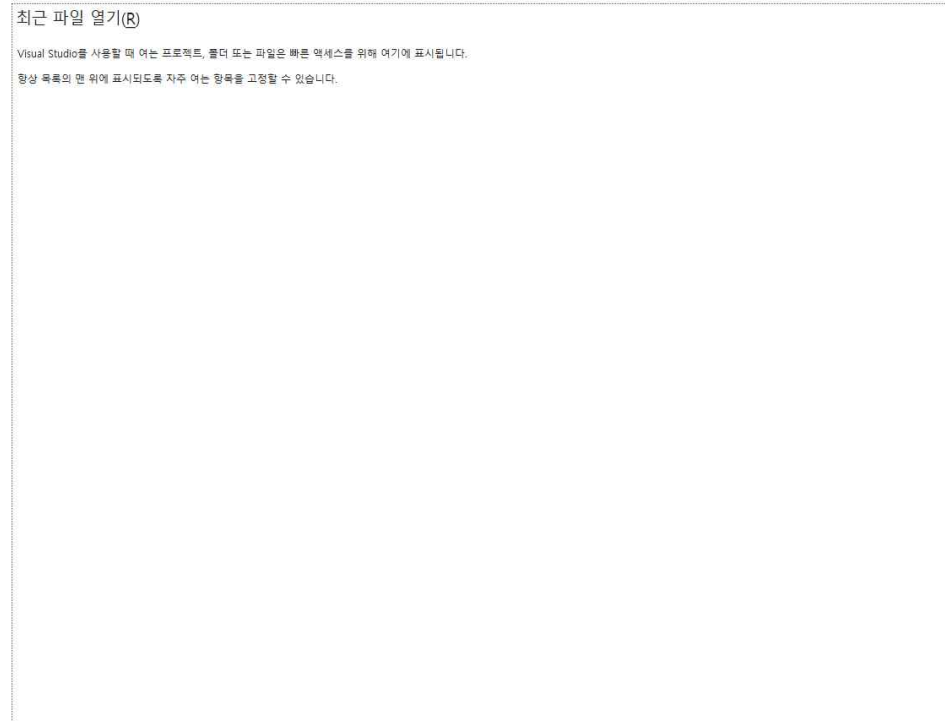 최근 파일 열기(R)
Visual Studio를 사용할 때 여는 프로젝트, 폴더 또는 파일은 빠른 액세스를 위해 여기에 표시됩니다.
항상 목록의 맨 위에 표시되도록 자주 여는 항목을 고정할 수 있습니다.